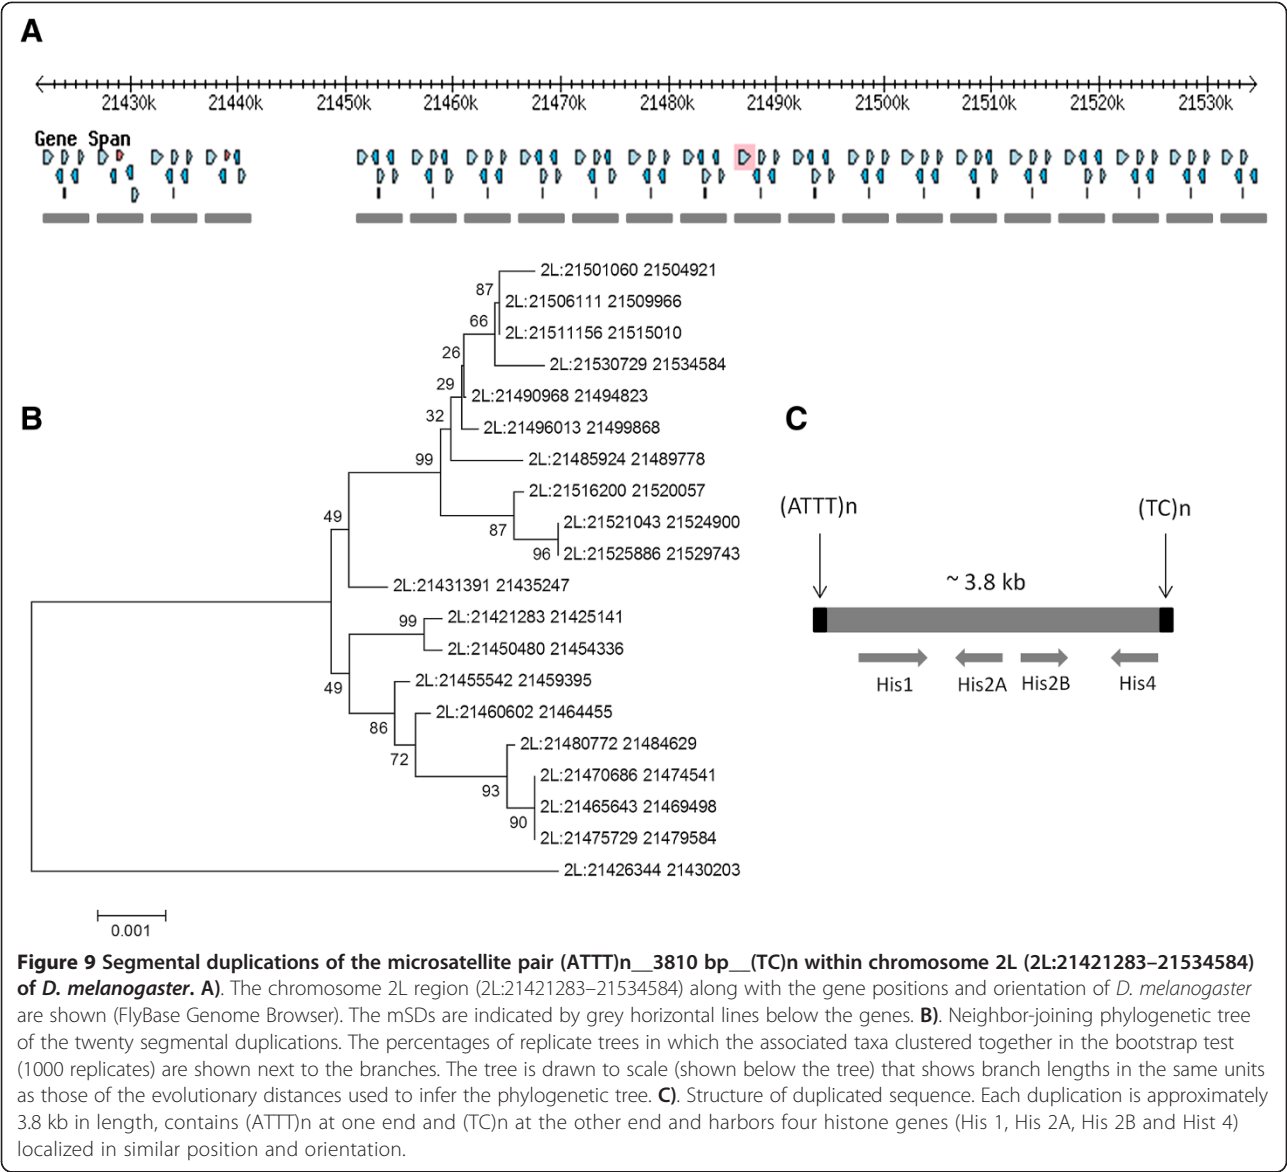 A
21430k 21440k 21450k 21460k 21470k 21480k 21490k 21500k 21510k 21520k 21530k
Gene Span
B
2L:21501060 21504921
87
2L:21506111 21509966
66
2L:21511156 21515010
26
2L:21530729 21534584
29
2L:21490968 21494823
32
2L:21496013 21499868
99
2L:21485924 21489778
2L:21516200 21520057
87
2L:21521043 21524900
96
2L:21525886 21529743
49
2L:21431391 21435247
99
2L:21421283 21425141
2L:21450480 21454336
49
2L:21455542 21459395
86
2L:21460602 21464455
72
2L:21480772 21484629
93
2L:21470686 21474541
2L:21465643 21469498
90
2L:21475729 21479584
2L:21426344 21430203
0.001
C
(ATTT)n (TC)n
~ 3.8 kb
His1 His2A His2B His4
Figure 9 Segmental duplications of the microsatellite pair (ATTT)n__3810 bp__(TC)n within chromosome 2L (2L:21421283–21534584)
of D. melanogaster. A). The chromosome 2L region (2L:21421283–21534584) along with the gene positions and orientation of D. melanogaster
are shown (FlyBase Genome Browser). The mSDs are indicated by grey horizontal lines below the genes. B). Neighbor-joining phylogenetic tree
of the twenty segmental duplications. The percentages of replicate trees in which the associated taxa clustered together in the bootstrap test
(1000 replicates) are shown next to the branches. The tree is drawn to scale (shown below the tree) that shows branch lengths in the same units
as those of the evolutionary distances used to infer the phylogenetic tree. C). Structure of duplicated sequence. Each duplication is approximately
3.8 kb in length, contains (ATTT)n at one end and (TC)n at the other end and harbors four histone genes (His 1, His 2A, His 2B and Hist 4)
localized in similar position and orientation.